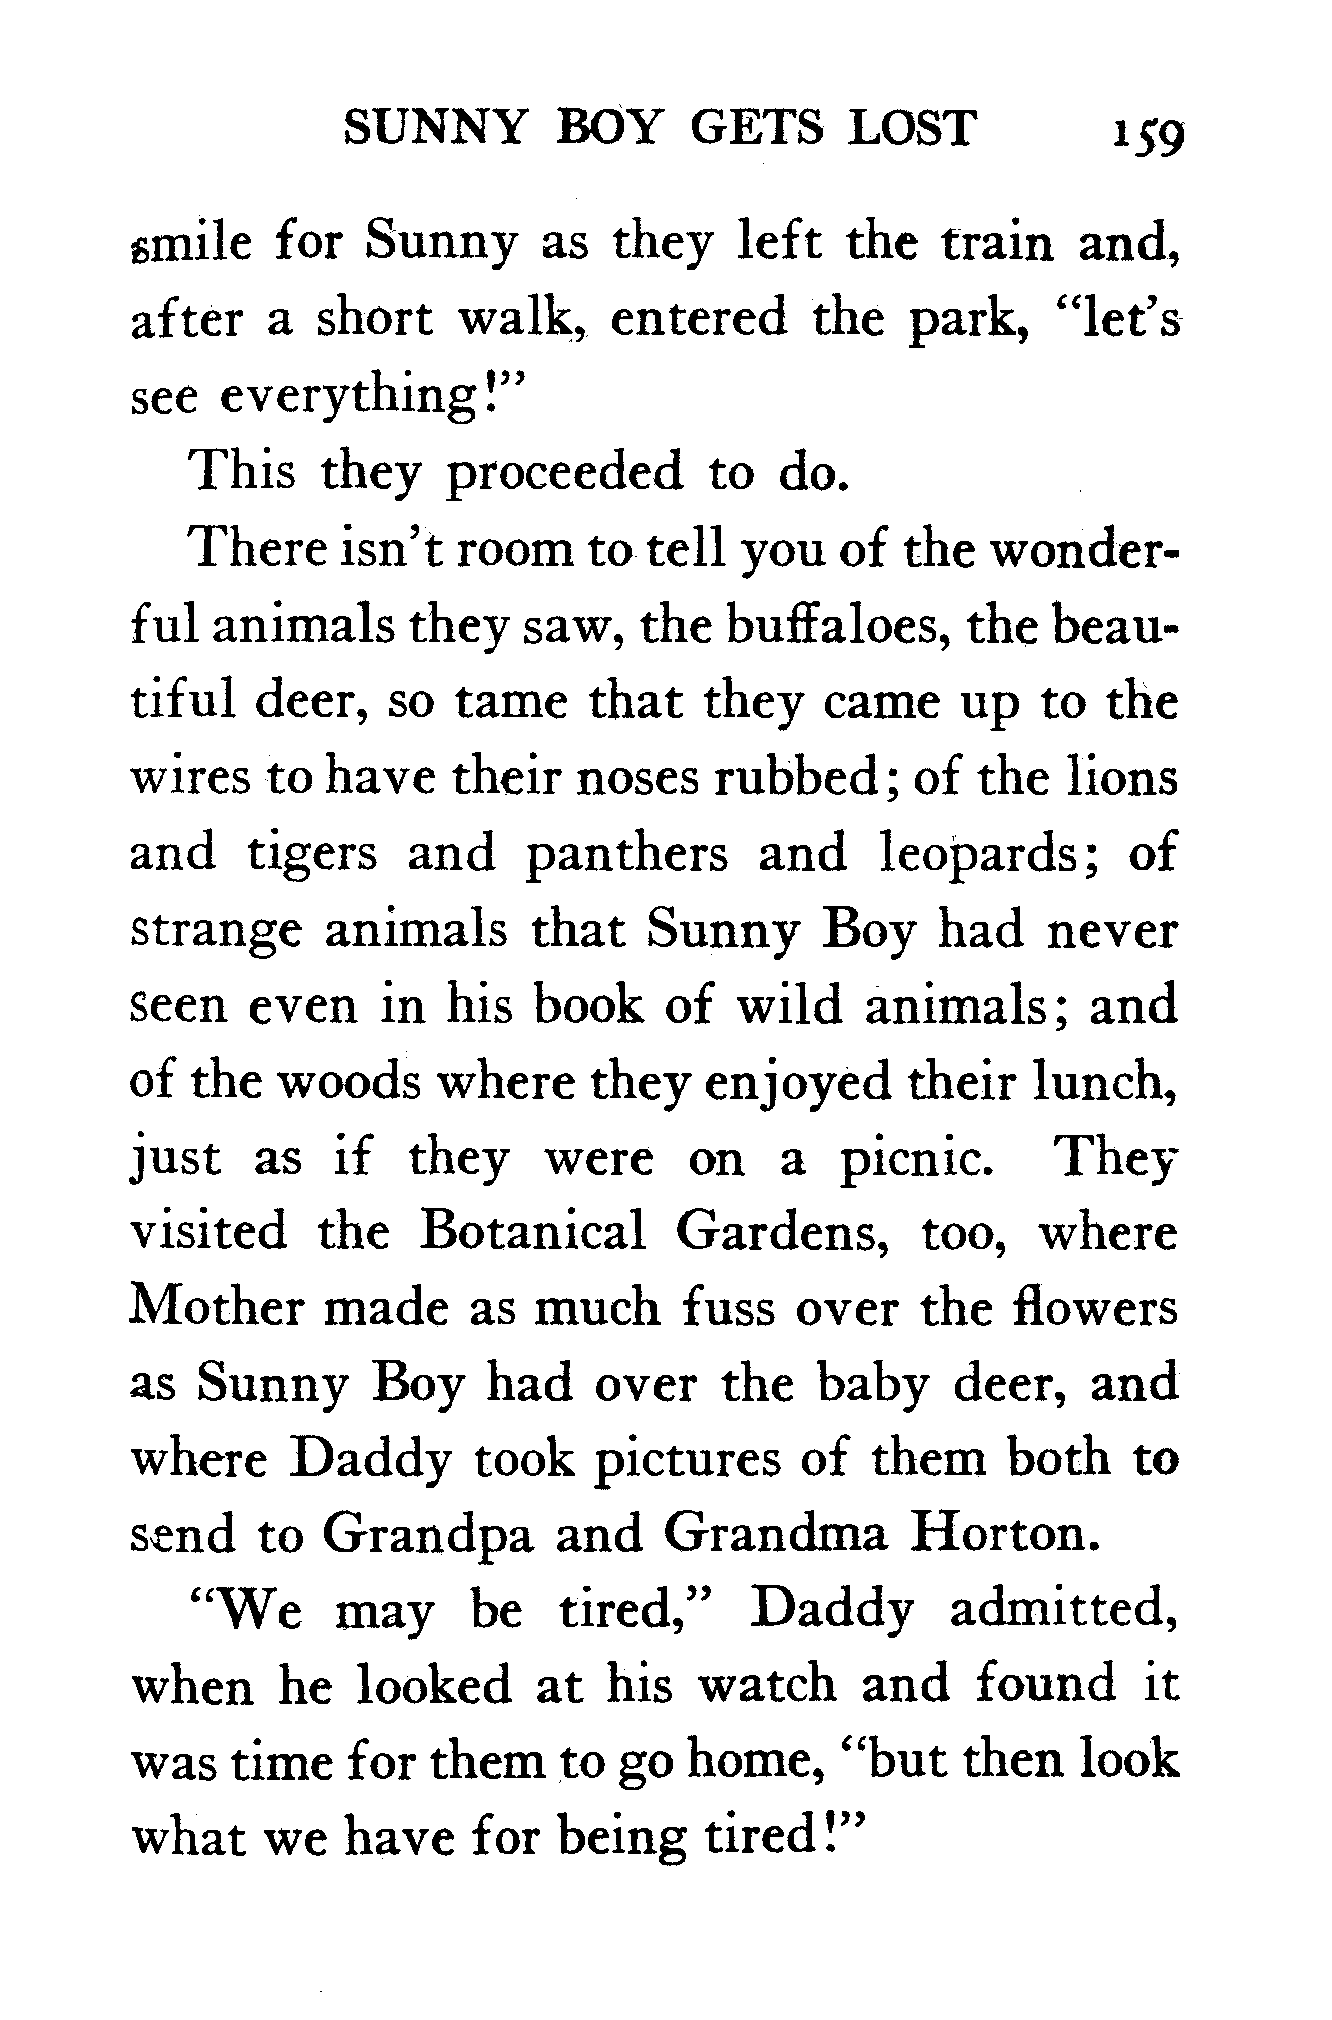 SUNNY BOY GETS LOST 159
smile for Sunny as they left the train and,
after a short walk, entered the park, “let’s
see everything!”
This they proceeded to do.
There isn’t room to tell you of the wonder-
ful animals they saw, the buffaloes, the beau-
tiful deer, so tame that they came up to the
wires to have their noses rubbed; of the lions
and tigers and panthers and leopards; of
strange animals that Sunny Boy had never
seen even in his book of wild animals; and
of the woods where they enjoyed their lunch,
just as if they were on a picnic. They
visited the Botanical Gardens, too, where
Mother made as much fuss over the flowers
as Sunny Boy had over the baby deer, and
where Daddy took pictures of them both to
send to Grandpa and Grandma Horton.
“We may be tired,” Daddy admitted,
when he looked at his watch and found it
was time for them to go home, “but then look
what we have for being tired!”